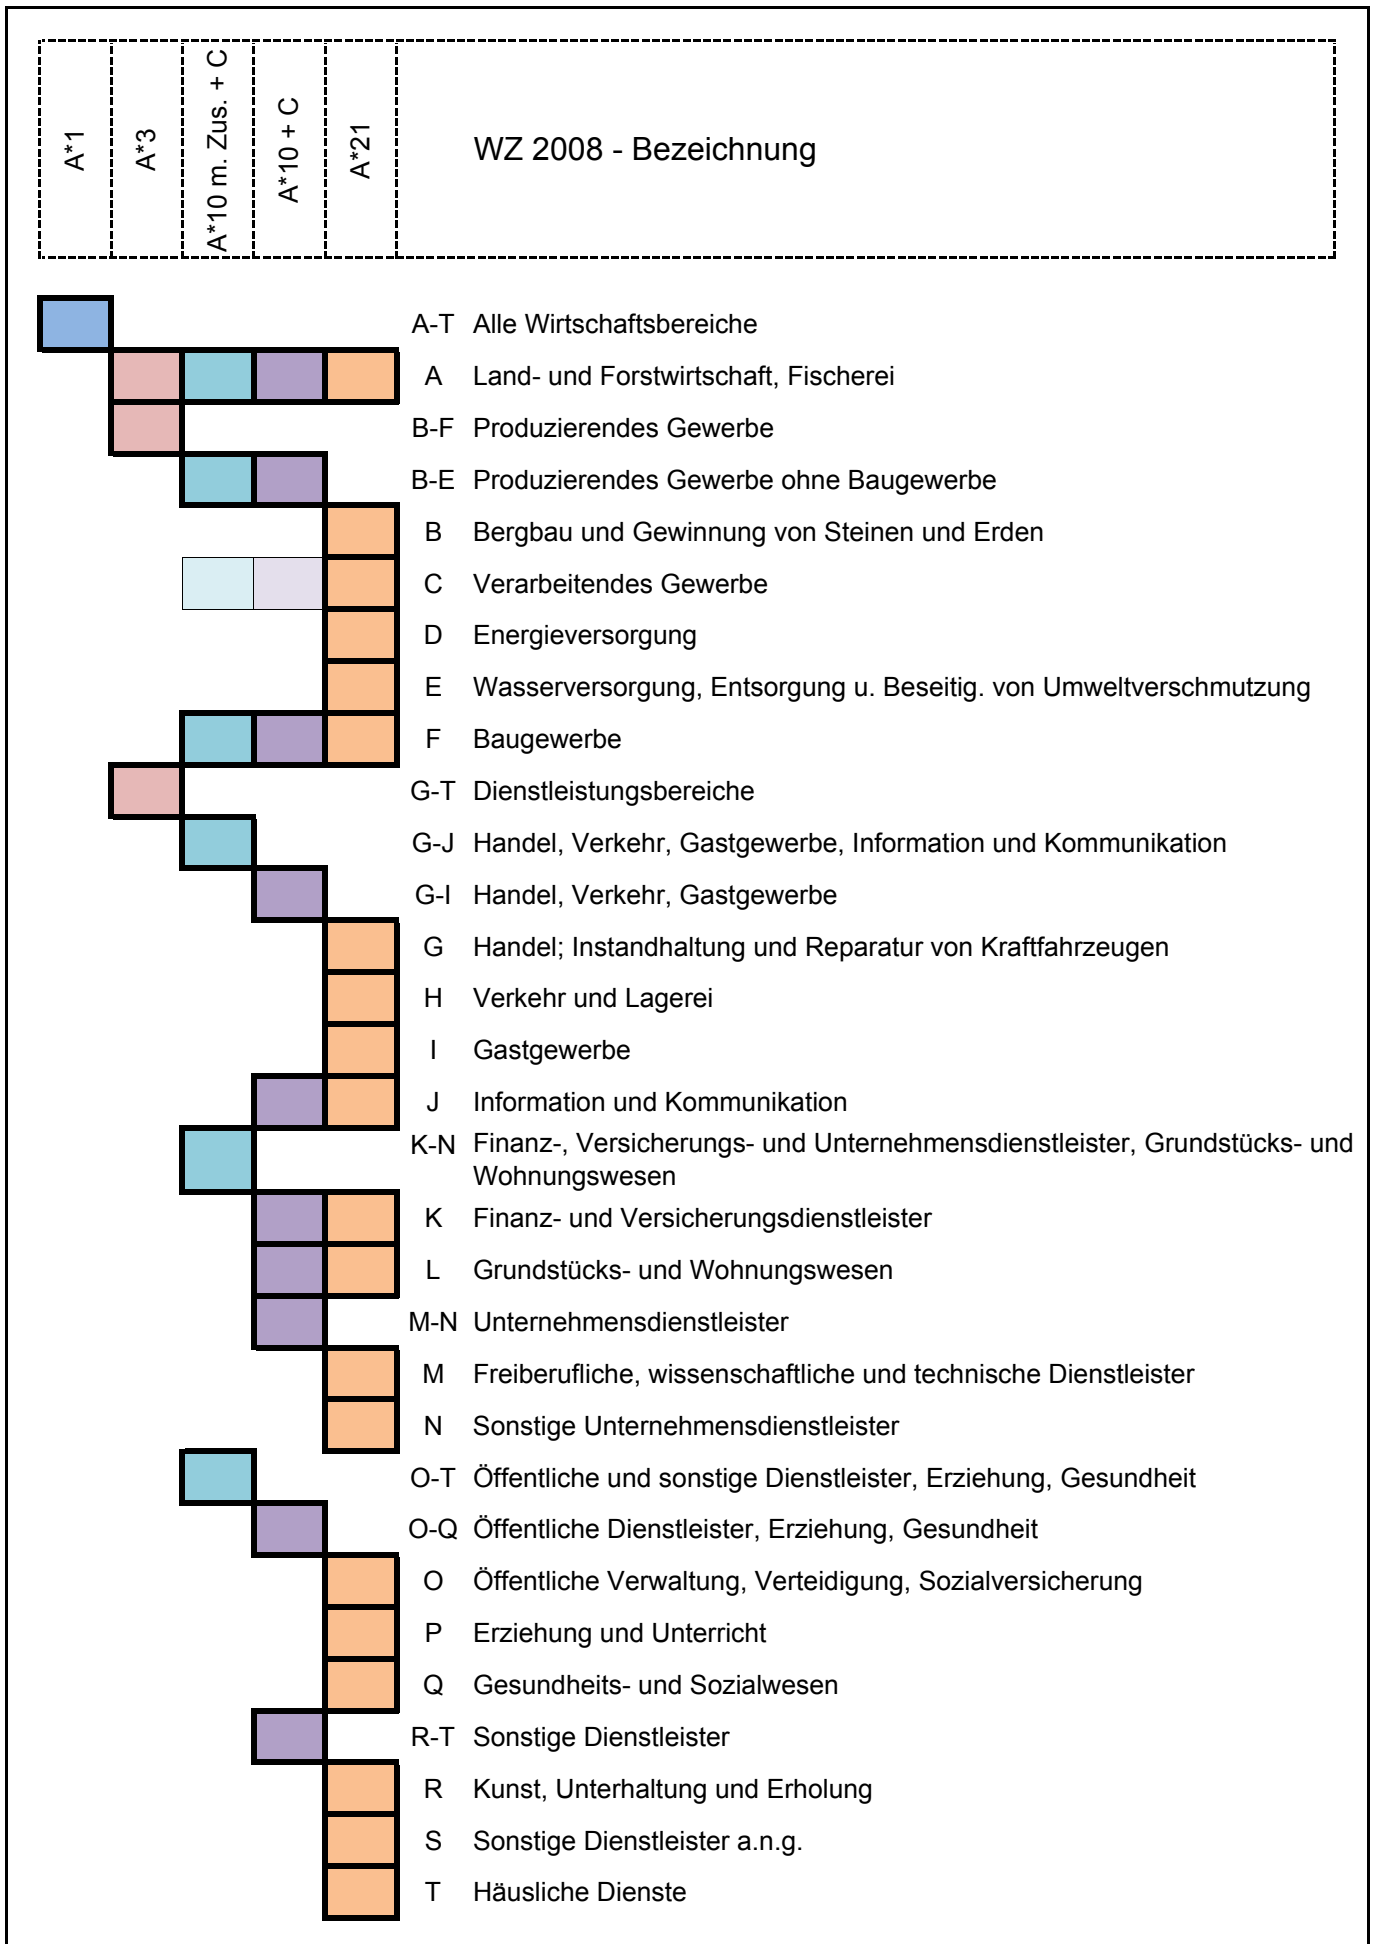 A*1
A*3
A*10 m. Zus. + C
A*10 + C
A*21
WZ 2008 - Bezeichnung
A-T Alle Wirtschaftsbereiche
A Land- und Forstwirtschaft, Fischerei
B-F Produzierendes Gewerbe
B-E Produzierendes Gewerbe ohne Baugewerbe
B Bergbau und Gewinnung von Steinen und Erden
C Verarbeitendes Gewerbe
D Energieversorgung
E Wasserversorgung, Entsorgung u. Beseitig. von Umweltverschmutzung
F Baugewerbe
G-T Dienstleistungsbereiche
G-J Handel, Verkehr, Gastgewerbe, Information und Kommunikation
G-I Handel, Verkehr, Gastgewerbe
G Handel; Instandhaltung und Reparatur von Kraftfahrzeugen
H Verkehr und Lagerei
I Gastgewerbe
J Information und Kommunikation
K-N Finanz-, Versicherungs- und Unternehmensdienstleister, Grundstücks- und
Wohnungswesen
K Finanz- und Versicherungsdienstleister
L Grundstücks- und Wohnungswesen
M-N Unternehmensdienstleister
M Freiberufliche, wissenschaftliche und technische Dienstleister
N Sonstige Unternehmensdienstleister
O-T Öffentliche und sonstige Dienstleister, Erziehung, Gesundheit
O-Q Öffentliche Dienstleister, Erziehung, Gesundheit
O Öffentliche Verwaltung, Verteidigung, Sozialversicherung
P Erziehung und Unterricht
Q Gesundheits- und Sozialwesen
R-T Sonstige Dienstleister
R Kunst, Unterhaltung und Erholung
S Sonstige Dienstleister a.n.g.
T Häusliche Dienste